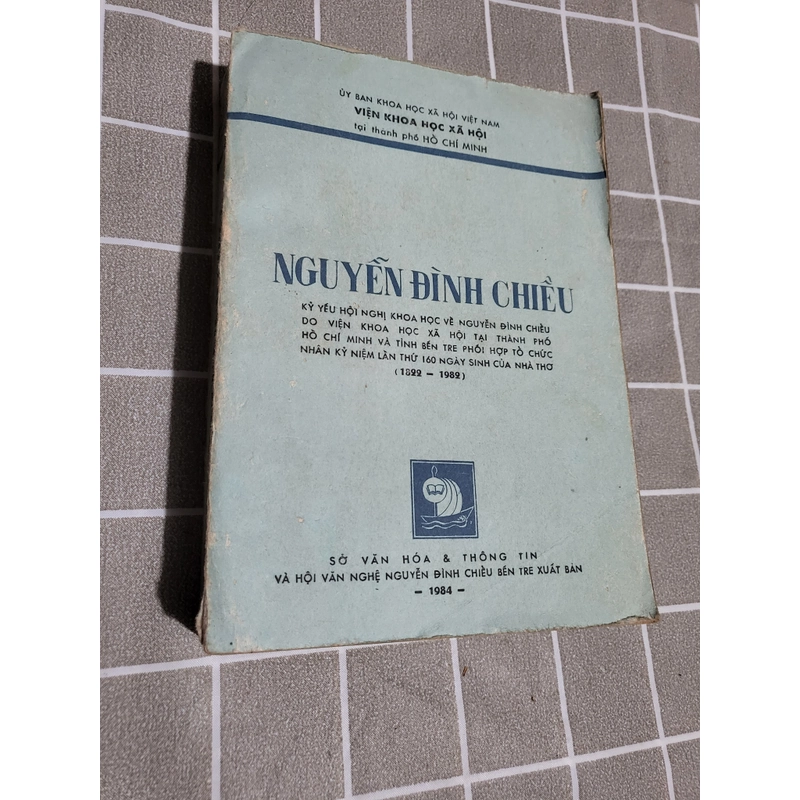 ỦY BAN KHOA HỌC XÃ HỘI VIỆT NAM
VIỆN KHOA HỌC XÃ HỘI
tại thành phố HỒ CHÍ MINH
NGUYỄN ĐÌNH CHIỂU
KỶ YẾU HỘI NGHỊ KHOA HỌC VỀ NGUYỄN ĐÌNH CHIỂU
DO VIỆN KHOA HỌC XÃ HỘI TẠI THÀNH PHỐ
HỒ CHÍ MINH VÀ TỈNH BẾN TRE PHỐI HỢP TỔ CHỨC
NHÂN KỶ NIỆM LẦN THỨ 160 NGÀY SINH CỦA NHÀ THƠ
(1822 - 1982)
SỞ VĂN HÓA & THÔNG TIN
VÀ HỘI VĂN NGHỆ NGUYỄN ĐÌNH CHIỂU BẾN TRE XUẤT BẢN
- 1984 -